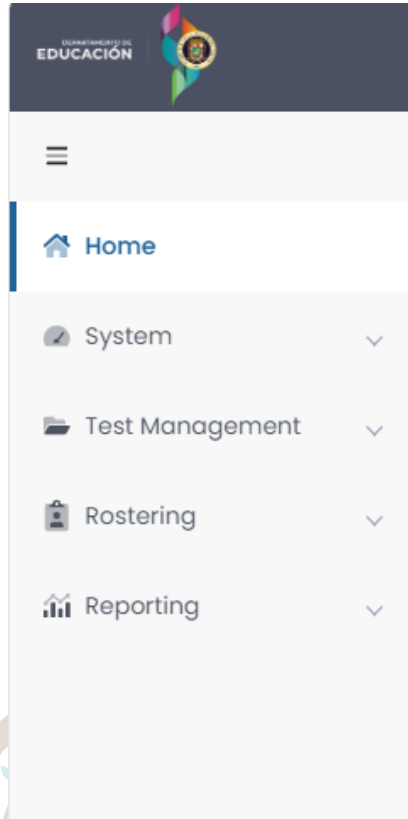 DEPARTAMENTO DE
EDUCACIÓN
Home
System
Test Management
Rostering
Reporting